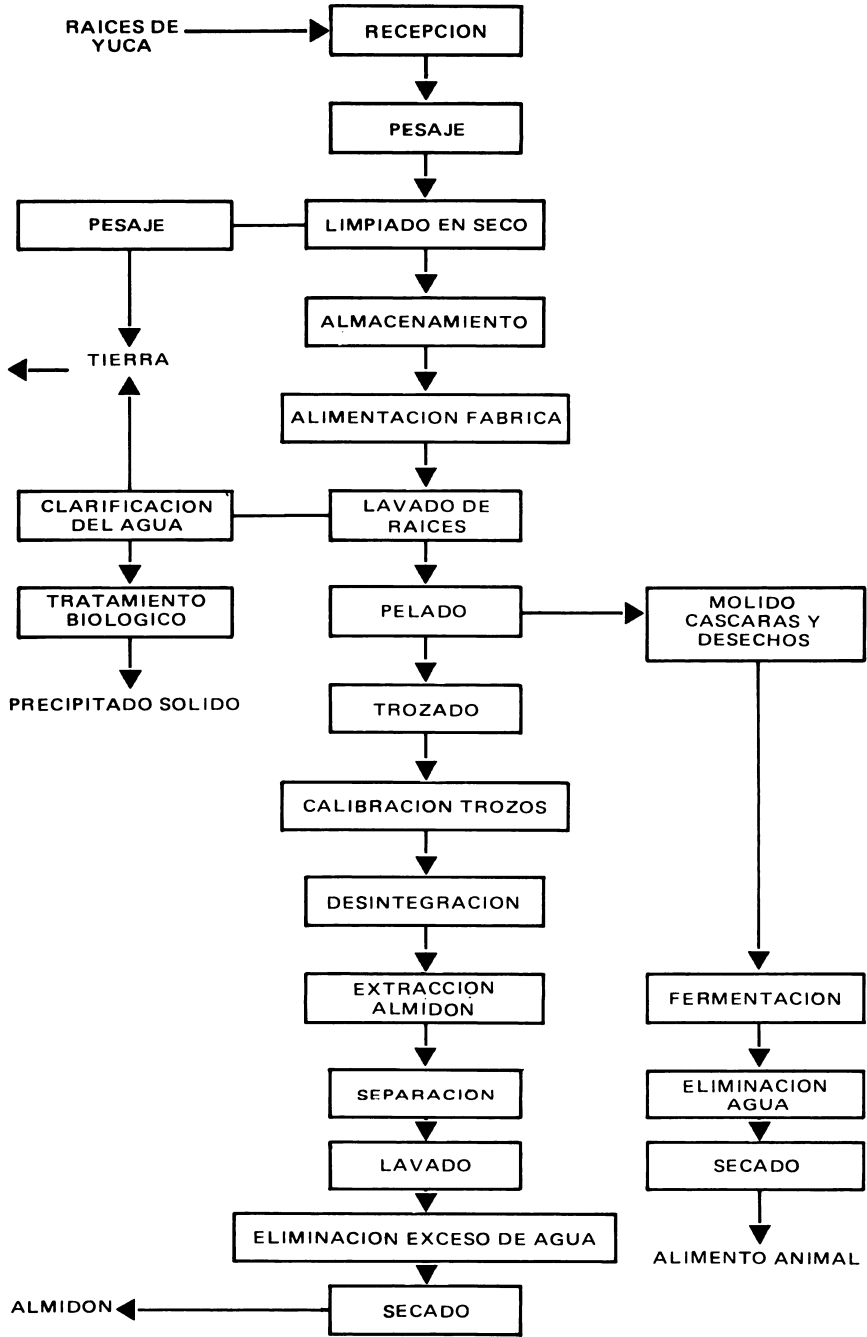 RAICES DE
YUCA
RECEPCION
PESAJE
PESAJE
LIMPIADO EN SECO
ALMACENAMIENTO
TIERRA
ALIMENTACION FABRICA
CLARIFICACION
DEL AGUA
LAVADO DE
RAICES
TRATAMIENTO
BIOLOGICO
PELADO
MOLIDO
CASCARAS Y
DESECHOS
PRECIPITADO SOLIDO
TROZADO
CALIBRACION TROZOS
DESINTEGRACION
EXTRACCION
ALMIDON
FERMENTACION
SEPARACION
ELIMINACION
AGUA
LAVADO
SECADO
ELIMINACION EXCESO DE AGUA
ALIMENTO ANIMAL
ALMIDON
SECADO